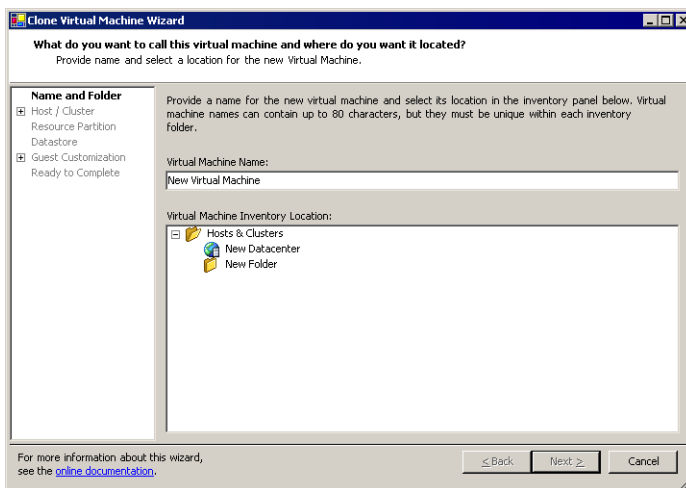 Clone Virtual Machine Wizard
What do you want to call this virtual machine and where do you want it located?
Provide name and select a location for the new Virtual Machine.
Name and Folder
Host / Cluster
Resource Partition
Datastore
Guest Customization
Ready to Complete
Provide a name for the new virtual machine and select its location in the inventory panel below. Virtual
machine names can contain up to 80 characters, but they must be unique within each inventory
folder.
Virtual Machine Name:
New Virtual Machine
Virtual Machine Inventory Location:
Hosts & Clusters
New Datacenter
New Folder
For more information about this wizard,
see the online documentation.
< Back
Next >
Cancel